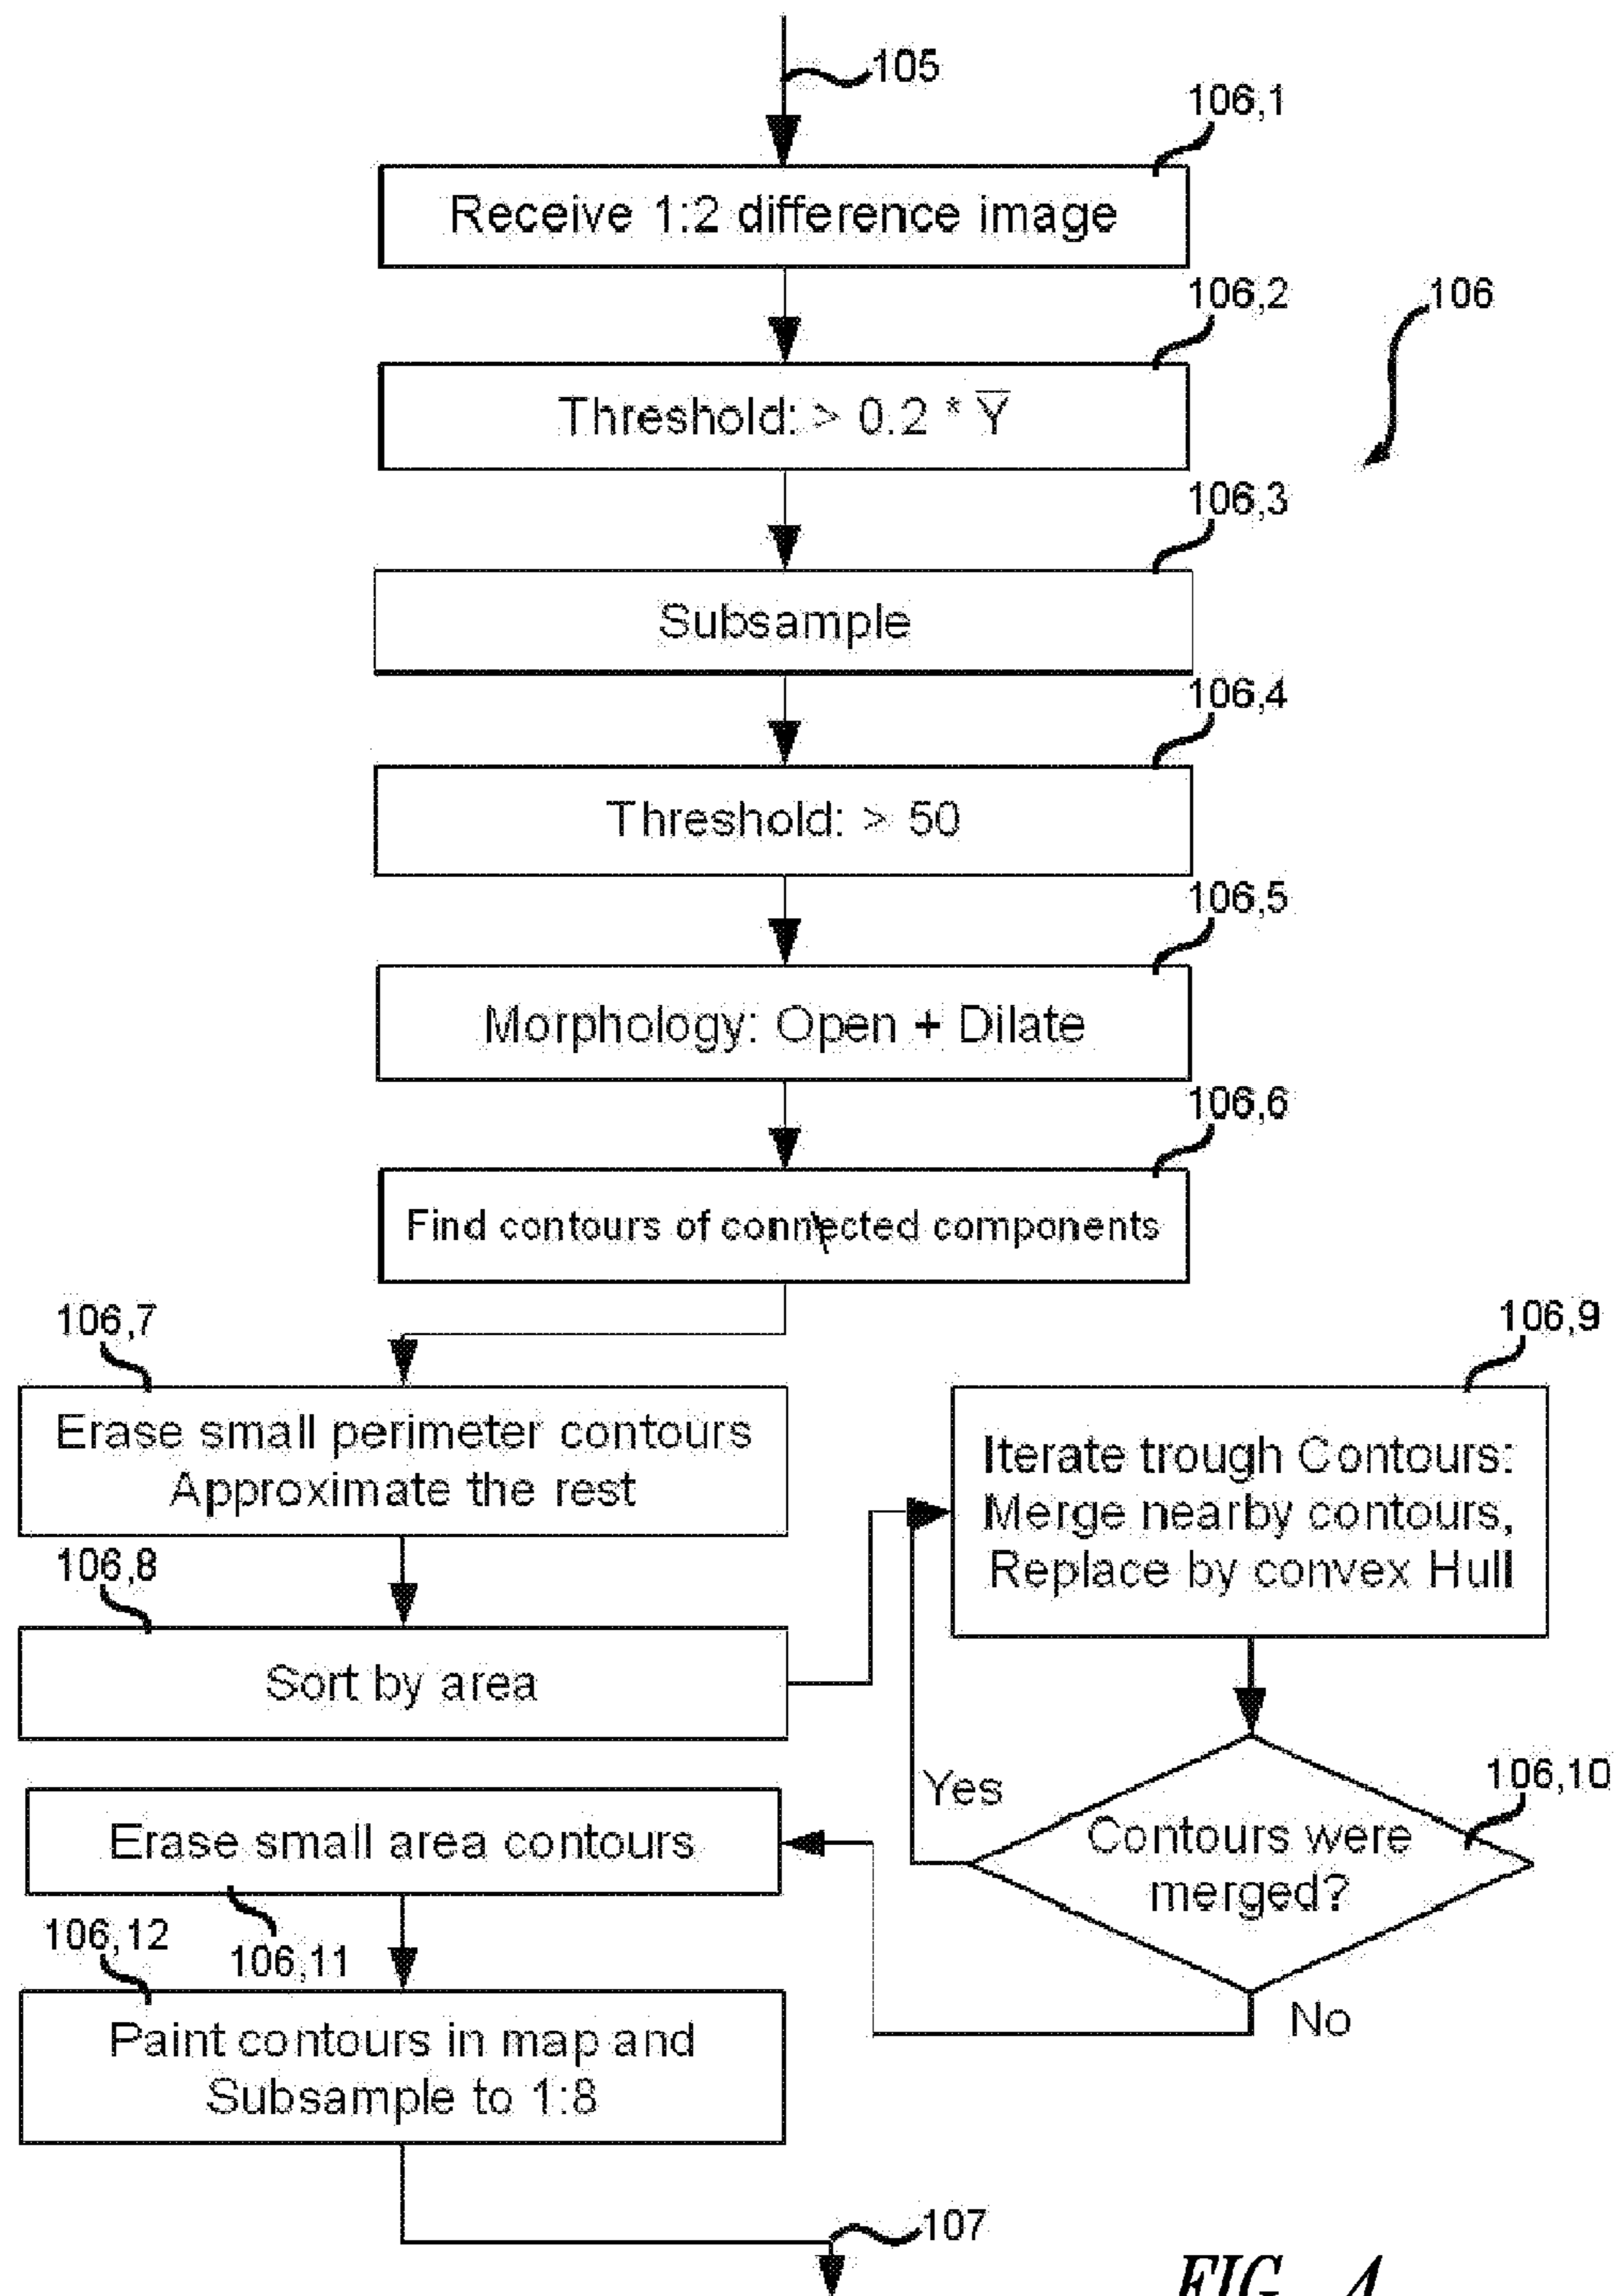 105
106,1
Receive 1:2 difference image
106,2
106
Threshold: > 0.2 * Y̅
106,3
Subsample
106,4
Threshold: > 50
106,5
Morphology: Open + Dilate
106,6
Find contours of connected components
106,7
106,9
Erase small perimeter contours
Approximate the rest
Iterate trough Contours:
Merge nearby contours,
Replace by convex Hull
106,8
Sort by area
Yes
106,10
Contours were
merged?
Erase small area contours
106,11
106,12
No
Paint contours in map and
Subsample to 1:8
107
FIG. 4